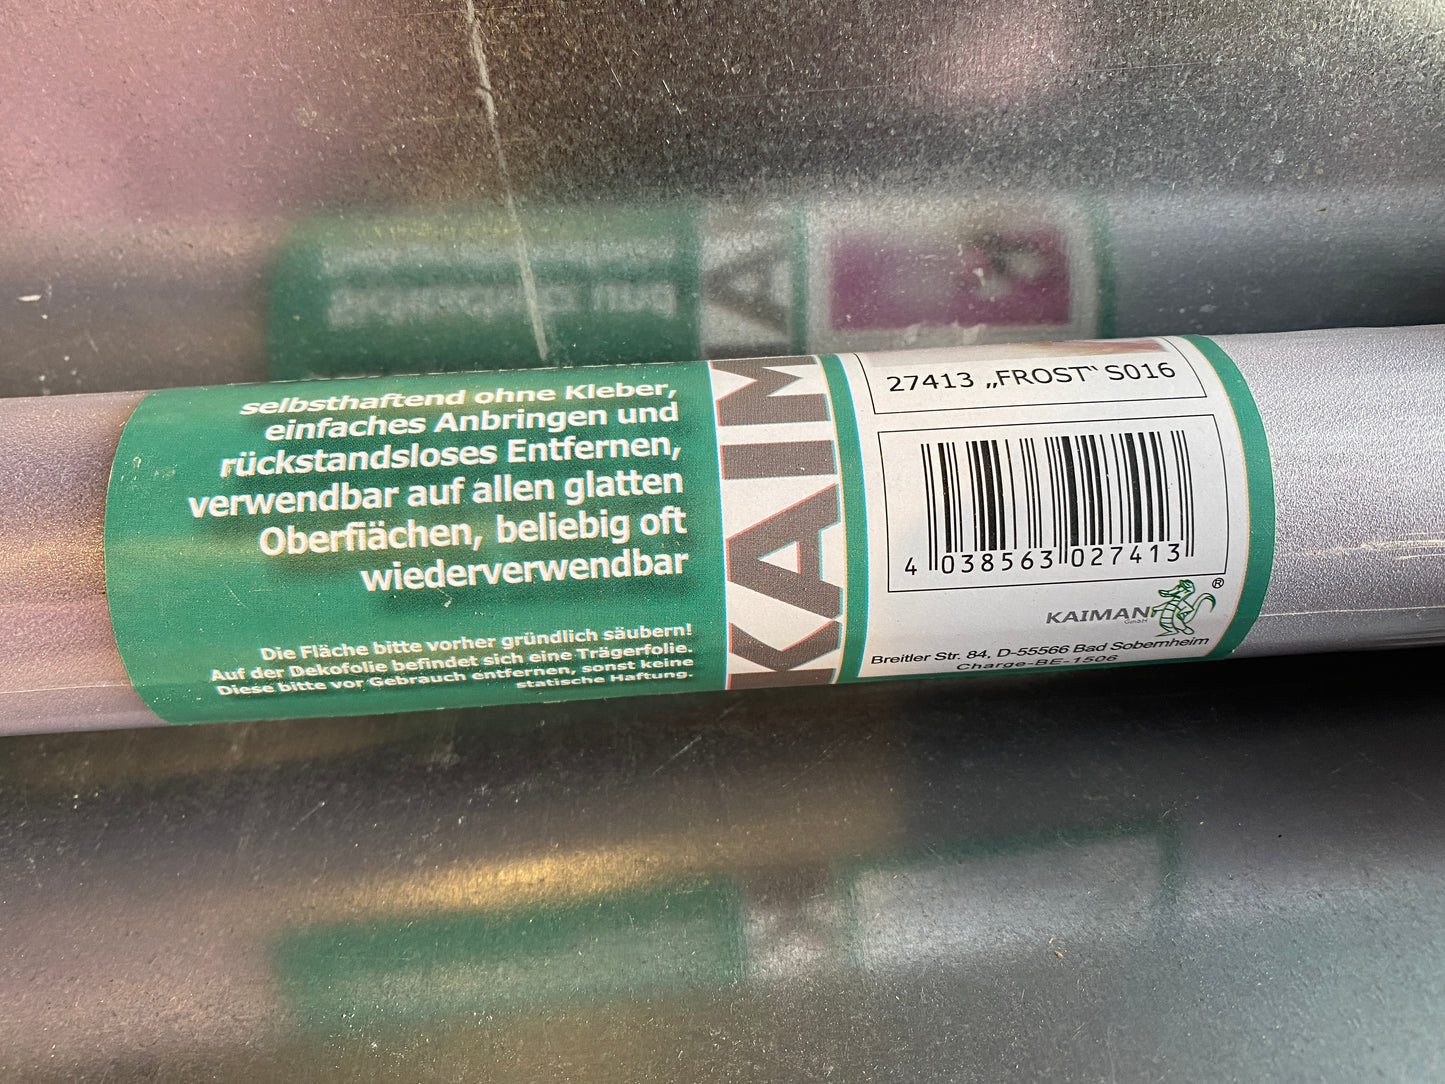 selbsthaftend ohne Kleber,
einfaches Anbringen und
rückstandsloses Entfernen,
verwendbar auf allen glatten
Oberfiächen, beliebig oft
wiederverwendbar
Die Fläche bitte vorher gründlich säubern!
Auf der Dekofolie befindet sich eine Trägerfolie.
Diese bitte vor Gebrauch entfernen, sonst keine
statische Haftung.
KAIM
27413 „FROST‟ S016
4 038563 027413
KAIMAN ®
GmbH
Breitler Str. 84, D-55566 Bad Sobernheim
Charge-BE-1506